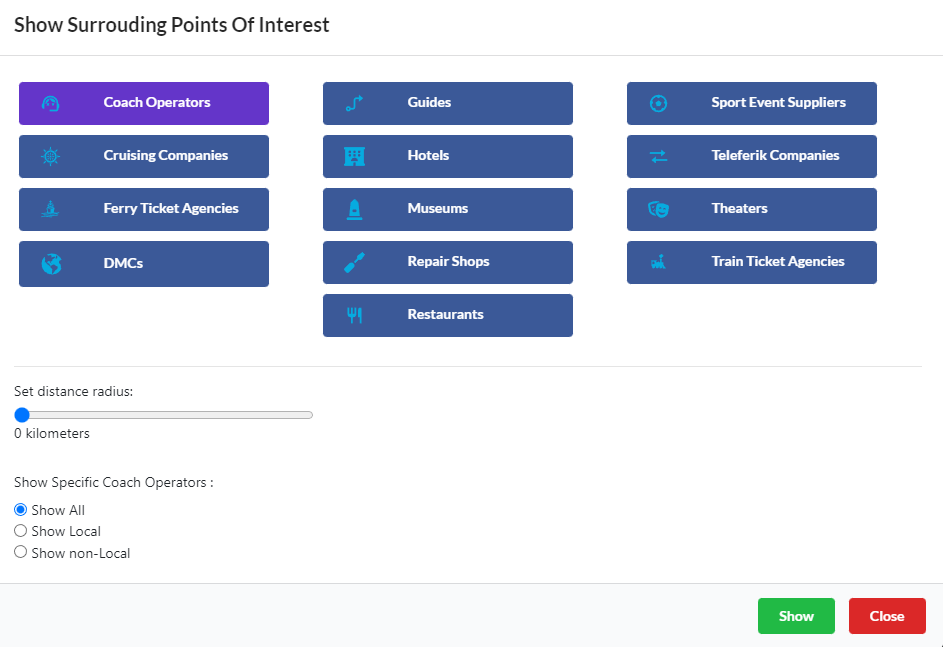 Show Surrouding Points Of Interest
Coach Operators
Cruising Companies
Ferry Ticket Agencies
DMCs
Guides
Hotels
Museums
Repair Shops
Restaurants
Sport Event Suppliers
Teleferik Companies
Theaters
Train Ticket Agencies
Set distance radius:
0 kilometers
Show Specific Coach Operators :
Show All
Show Local
Show non-Local
Show
Close